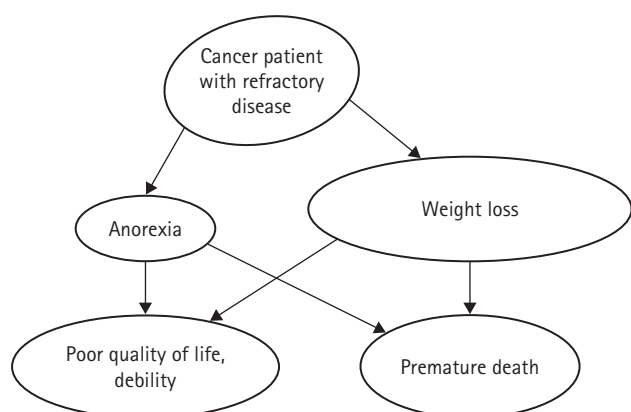 Cancer patient
with refractory
disease
Anorexia
Weight loss
Poor quality of life,
debility
Premature death